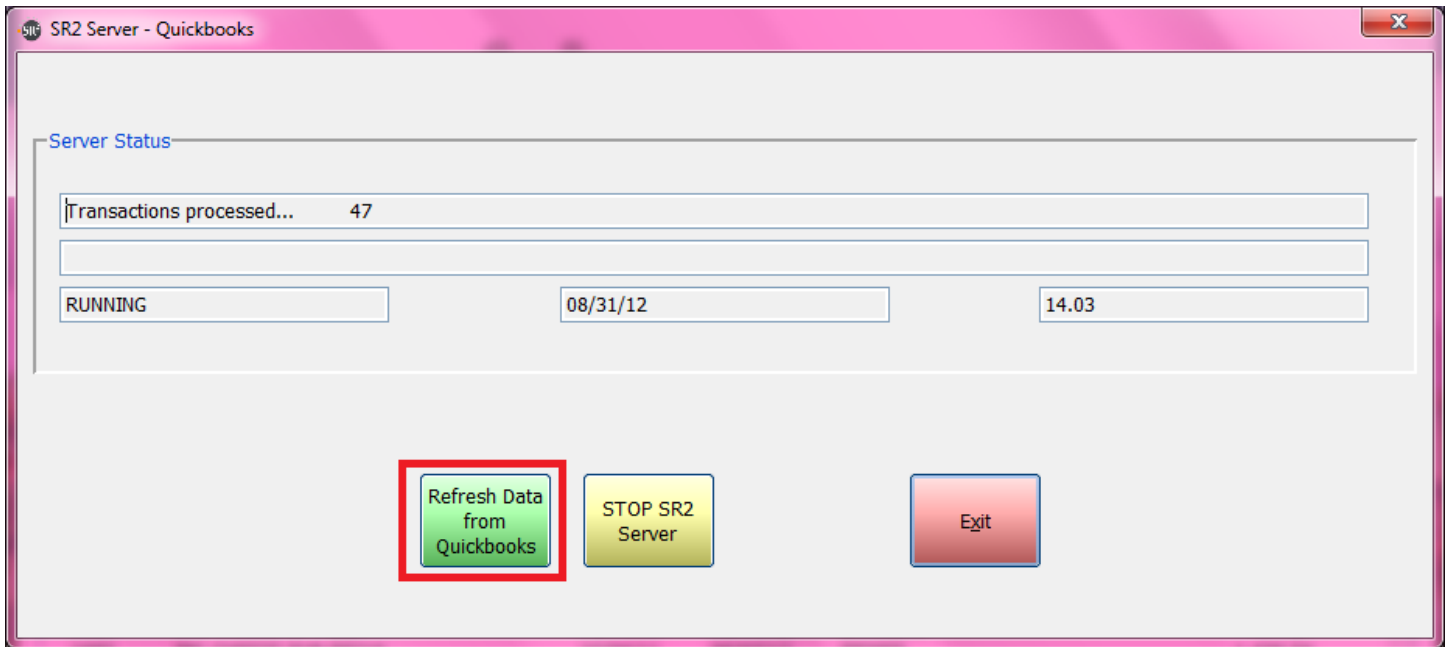 SR2 Server - Quickbooks
Server Status
Transactions processed... 47
RUNNING 08/31/12 14.03
Refresh Data
from
Quickbooks
STOP SR2
Server
Exit